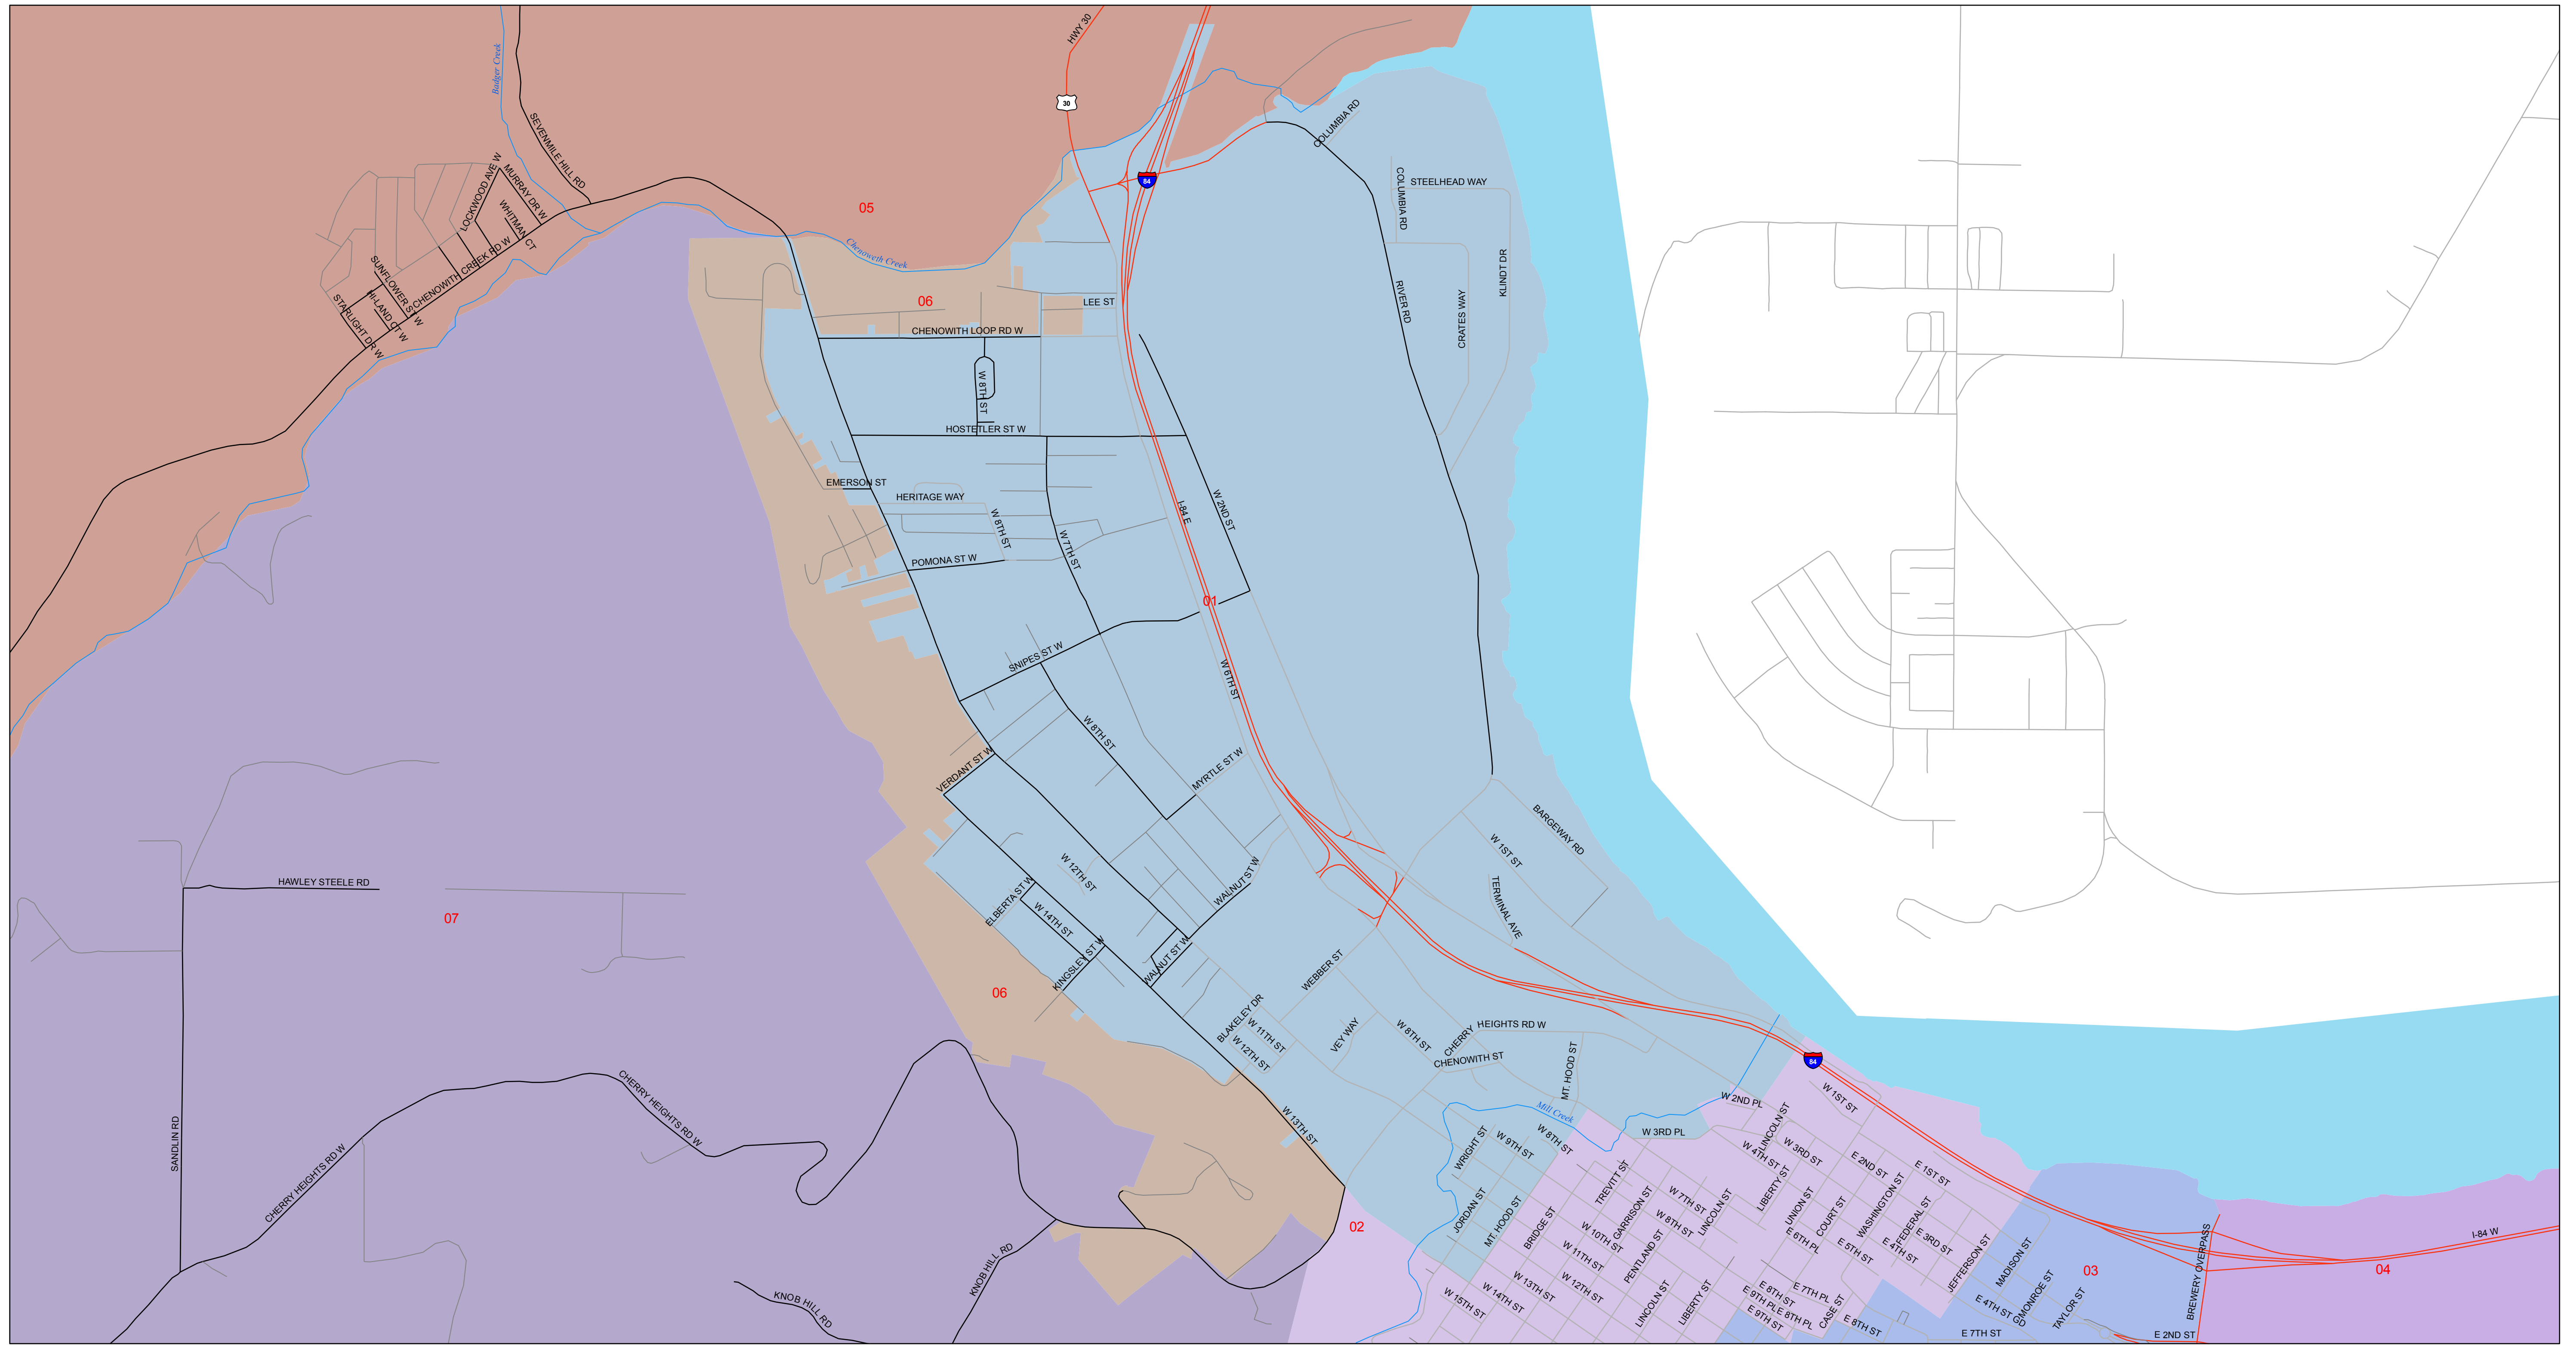 HWY 30
30
Badger Creek
SEVENMILE HILL RD
COLUMBIA RD
84
LOCKWOOD AVE W
MURRAY DR W
WHITMAN CT
COLUMBIA RD
STEELHEAD WAY
05
Chenoweth Creek
SUNFLOWER ST W
CHENOWITH CREEK RD W
HI-LAND CT W
STARLIGHT DR W
KLINDT DR
06
LEE ST
RIVER RD
CRATES WAY
CHENOWITH LOOP RD W
W 8TH ST
HOSTETLER ST W
EMERSON ST
HERITAGE WAY
W 8TH ST
I-84 E
W 2ND ST
W 7TH ST
POMONA ST W
01
SNIPES ST W
W 6TH ST
W 8TH ST
VERDANT ST W
MYRTLE ST W
BARGEWAY RD
W 1ST ST
W 12TH ST
WALNUT ST W
TERMINAL AVE
HAWLEY STEELE RD
07
ELBERTA ST W
W 14TH ST
KINGSLEY ST W
WALNUT ST W
WEBBER ST
06
BLAKELEY DR
W 11TH ST
W 12TH ST
VEY WAY
W 8TH ST
CHERRY
HEIGHTS RD W
CHENOWITH ST
MT. HOOD ST
84
CHERRY HEIGHTS RD W
W 1ST ST
W 2ND PL
Mill Creek
W 13TH ST
SANDLIN RD
CHERRY HEIGHTS RD W
WRIGHT ST
W 9TH ST
W 8TH ST
W 3RD PL
LINCOLN ST
W 4TH ST
W 3RD ST
E 2ND ST
E 1ST ST
TREVITT ST
W 7TH ST
LIBERTY ST
WASHINGTON ST
JORDAN ST
MT. HOOD ST
BRIDGE ST
GARRISON ST
W 8TH ST
LINCOLN ST
UNION ST
COURT ST
FEDERAL ST
02
W 10TH ST
W 11TH ST
PENTLAND ST
E 6TH PL
E 5TH ST
E 4TH ST
E 3RD ST
JEFFERSON ST
MADISON ST
BREWERY OVERPASS
I-84 W
03
04
KNOB HILL RD
KNOB HILL RD
W 15TH ST
W 14TH ST
W 13TH ST
W 12TH ST
LINCOLN ST
LIBERTY ST
E 7TH PL
E 8TH ST
E 9TH PL
E 8TH PL
E 9TH ST
CASE ST
E 8TH ST
E 4TH ST GD
MONROE ST
TAYLOR ST
E 7TH ST
E 2ND ST